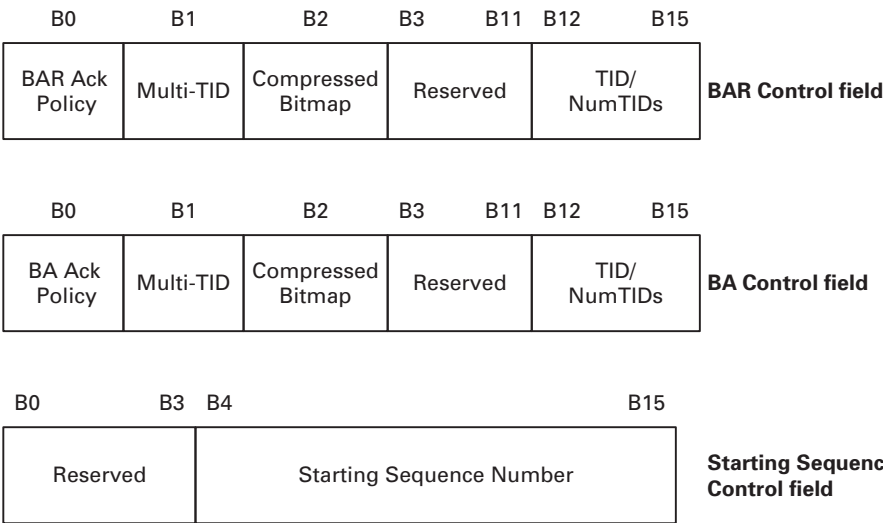 B0 B1 B2 B3 B11 B12 B15
BAR Ack Policy Multi-TID Compressed Bitmap Reserved TID/ NumTIDs BAR Control field
B0 B1 B2 B3 B11 B12 B15
BA Ack Policy Multi-TID Compressed Bitmap Reserved TID/ NumTIDs BA Control field
B0 B3 B4 B15
Reserved Starting Sequence Number Starting Sequenc
Control field